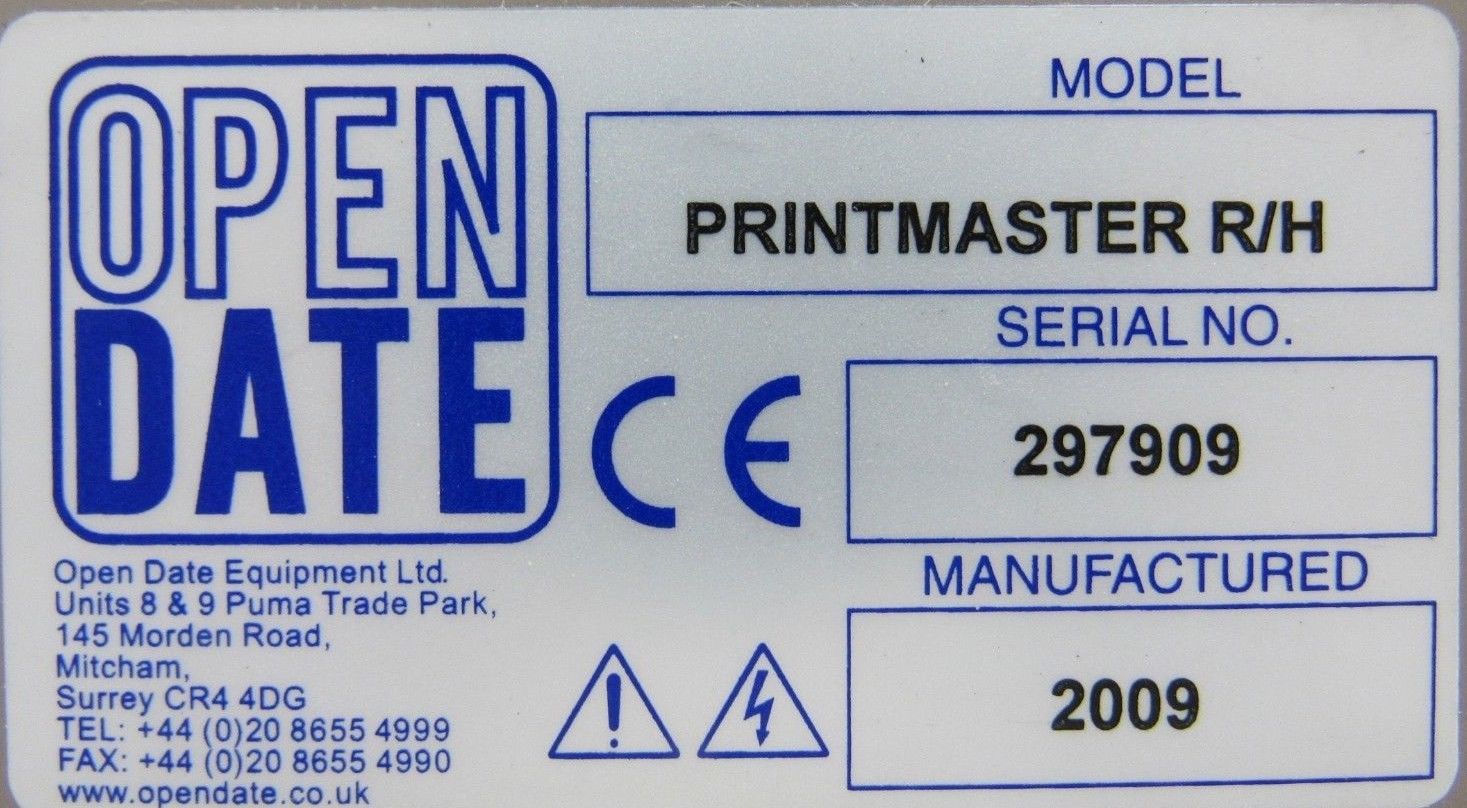 OPEN
DATE
Open Date Equipment Ltd.
Units 8 & 9 Puma Trade Park,
145 Morden Road,
Mitcham,
Surrey CR4 4DG
TEL: +44 (0)20 8655 4999
FAX: +44 (0)20 8655 4990
www.opendate.co.uk
CE
MODEL
PRINTMASTER R/H
SERIAL NO.
297909
MANUFACTURED
2009